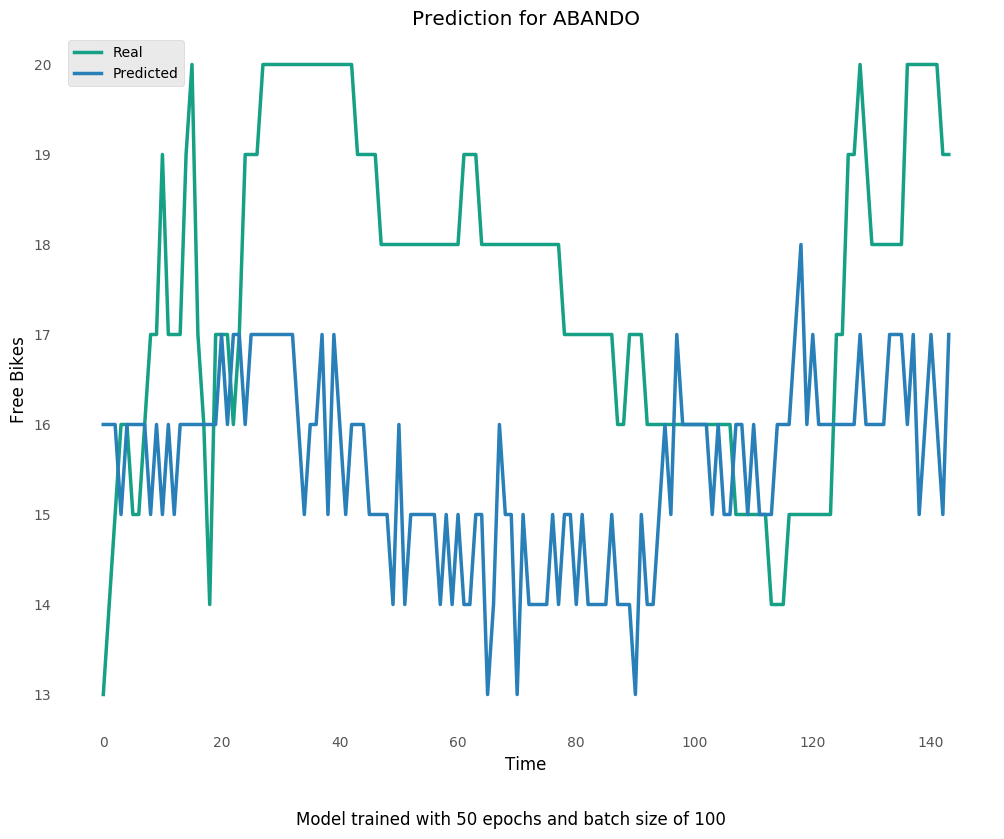 Prediction for ABANDO
Real
Predicted
20
19
18
17
16
15
14
13
Free Bikes
0 20 40 60 80 100 120 140
Time
Model trained with 50 epochs and batch size of 100